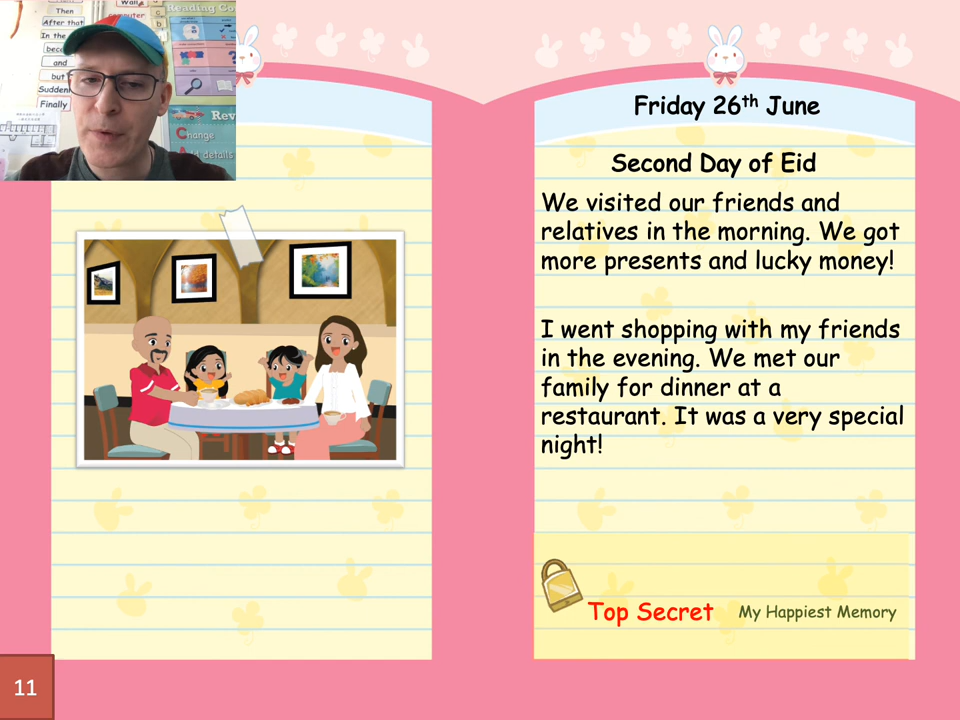 Then
After that
In the
and
but
Finally
Reading
Change
details
Friday 26th June
Second Day of Eid
We visited our friends and
relatives in the morning. We got
more presents and lucky money!
I went shopping with my friends
in the evening. We met our
family for dinner at a
restaurant. It was a very special
night!
Top Secret
My Happiest Memory
11